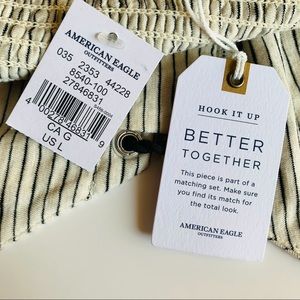 AMERICAN EAGLE
OUTFITTERS
035 2353 44228
8540-100
27846831
CA G
US L
HOOK IT UP
BETTER
TOGETHER
This piece is part of a
matching set. Make sure
you find its match for
the total look.
AMERICAN EAGLE
OUTFITTERS